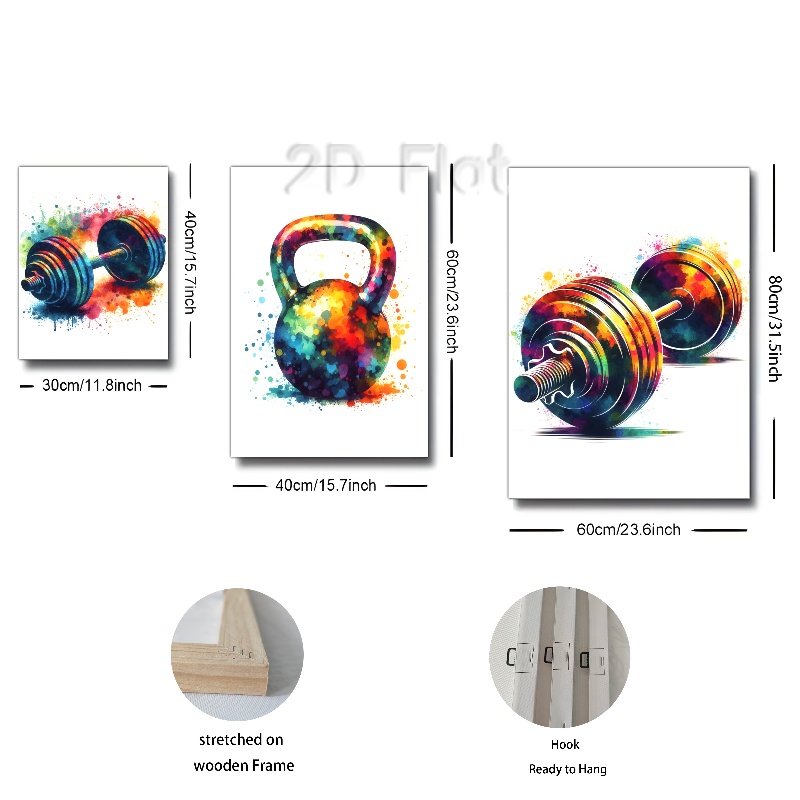 2D Flat
40cm/15.7inch
30cm/11.8inch
60cm/23.6inch
40cm/15.7inch
80cm/31.5inch
60cm/23.6inch
stretched on
wooden Frame
Hook
Ready to Hang